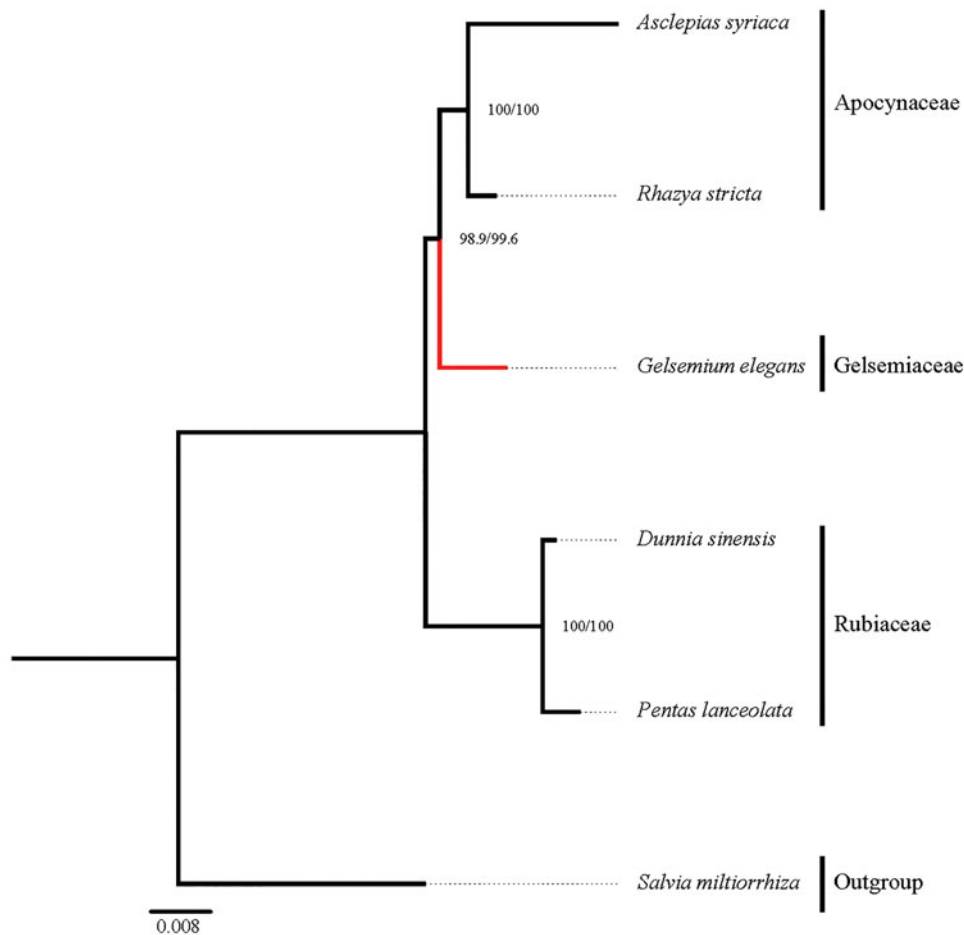 Asclepias syriaca
Apocynaceae
100/100
Rhazya stricta
98.9/99.6
Gelsemium elegans
Gelsemiaceae
Dunnia sinensis
Rubiaceae
100/100
Pentas lanceolata
Salvia miltiorrhiza
Outgroup
0.008